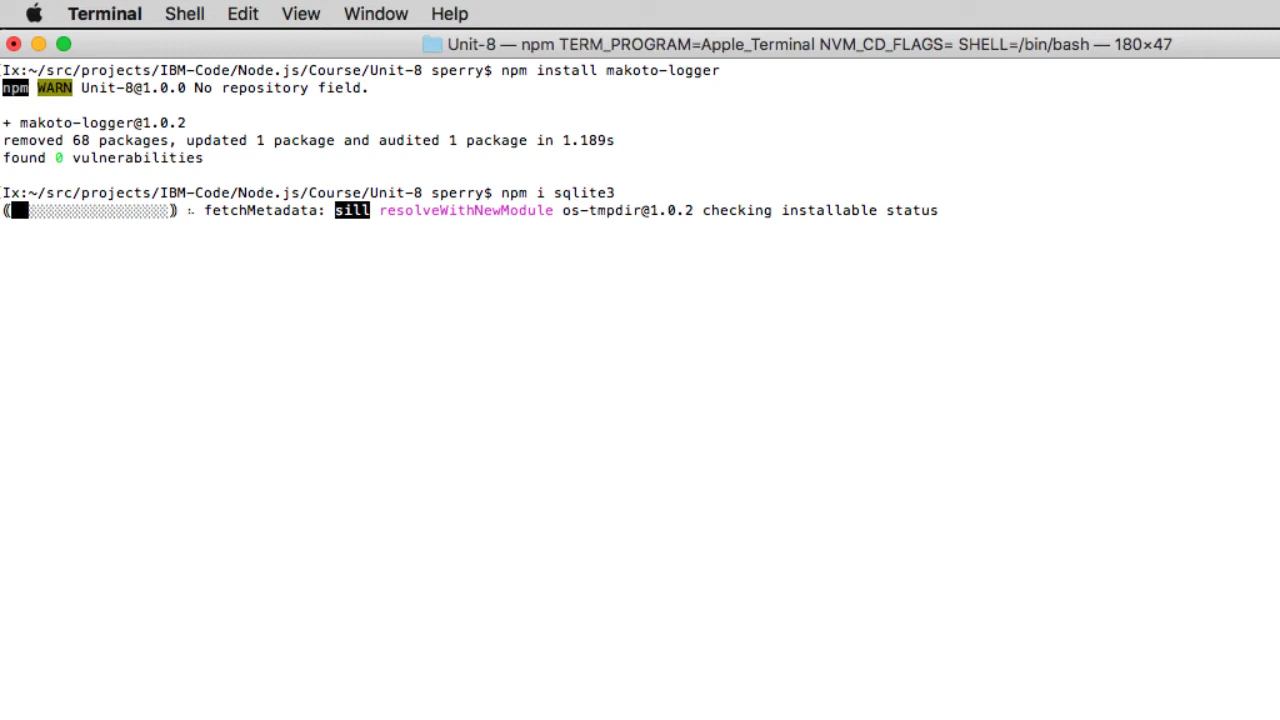 Terminal Shell Edit View Window Help
Unit-8 — npm TERM_PROGRAM=Apple_Terminal NVM_CD_FLAGS= SHELL=/bin/bash — 180×47
[Ix:~/src/projects/IBM-Code/Node.js/Course/Unit-8 sperry$ npm install makoto-logger
npm WARN Unit-8@1.0.0 No repository field.
+ makoto-logger@1.0.2
removed 68 packages, updated 1 package and audited 1 package in 1.189s
found 0 vulnerabilities
[Ix:~/src/projects/IBM-Code/Node.js/Course/Unit-8 sperry$ npm i sqlite3
fetchMetadata: sill resolveWithNewModule os-tmpdir@1.0.2 checking installable status